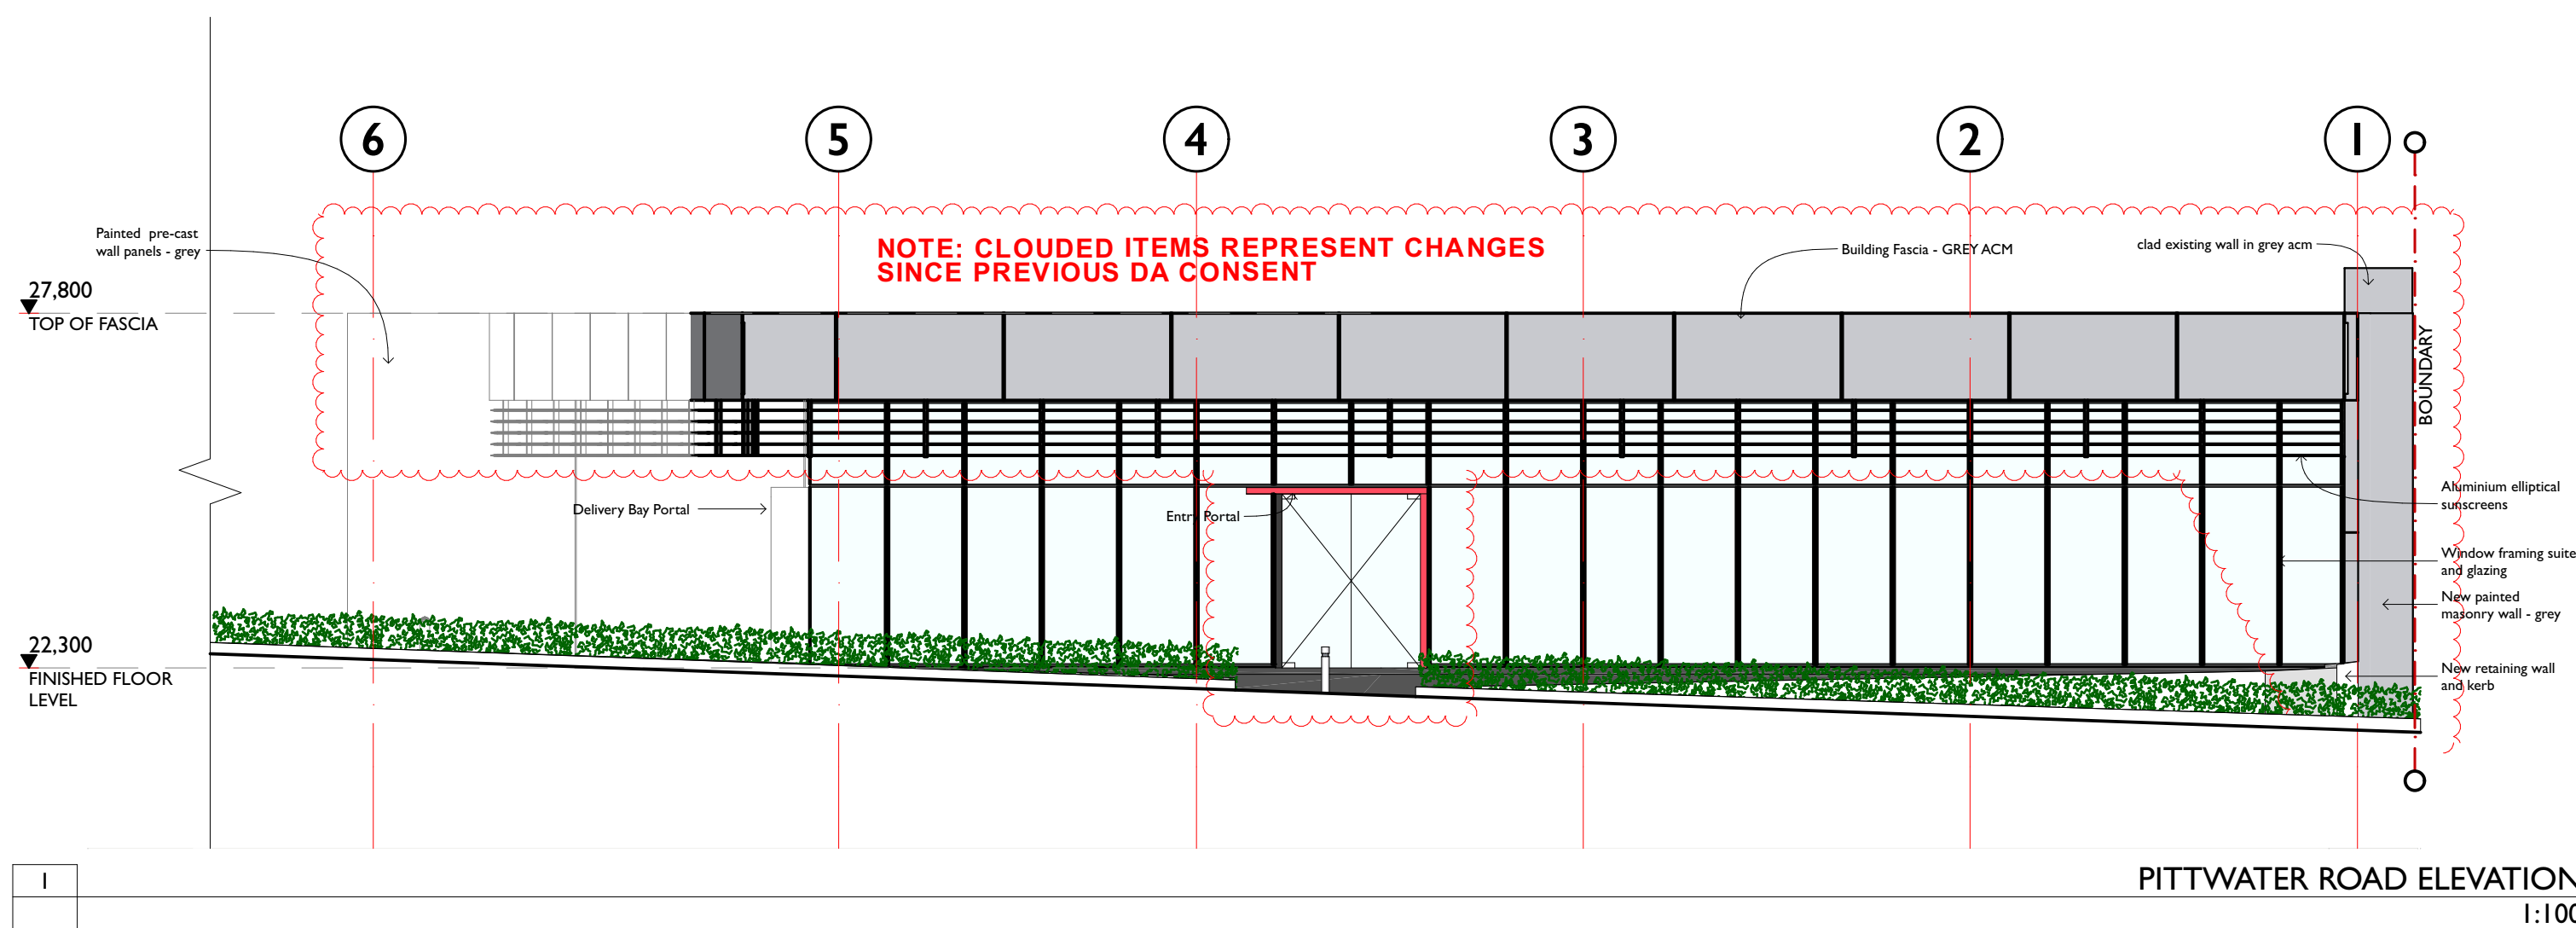 6
5
4
3
2
1
Painted pre-cast
wall panels - grey
NOTE: CLOUDED ITEMS REPRESENT CHANGES
SINCE PREVIOUS DA CONSENT
Building Fascia - GREY ACM
clad existing wall in grey acm
27,800
TOP OF FASCIA
BOUNDARY
Delivery Bay Portal
Entry Portal
Aluminium elliptical
sunscreens
Window framing suite
and glazing
New painted
masonry wall - grey
22,300
FINISHED FLOOR
LEVEL
New retaining wall
and kerb
1
PITTWATER ROAD ELEVATION
1:100